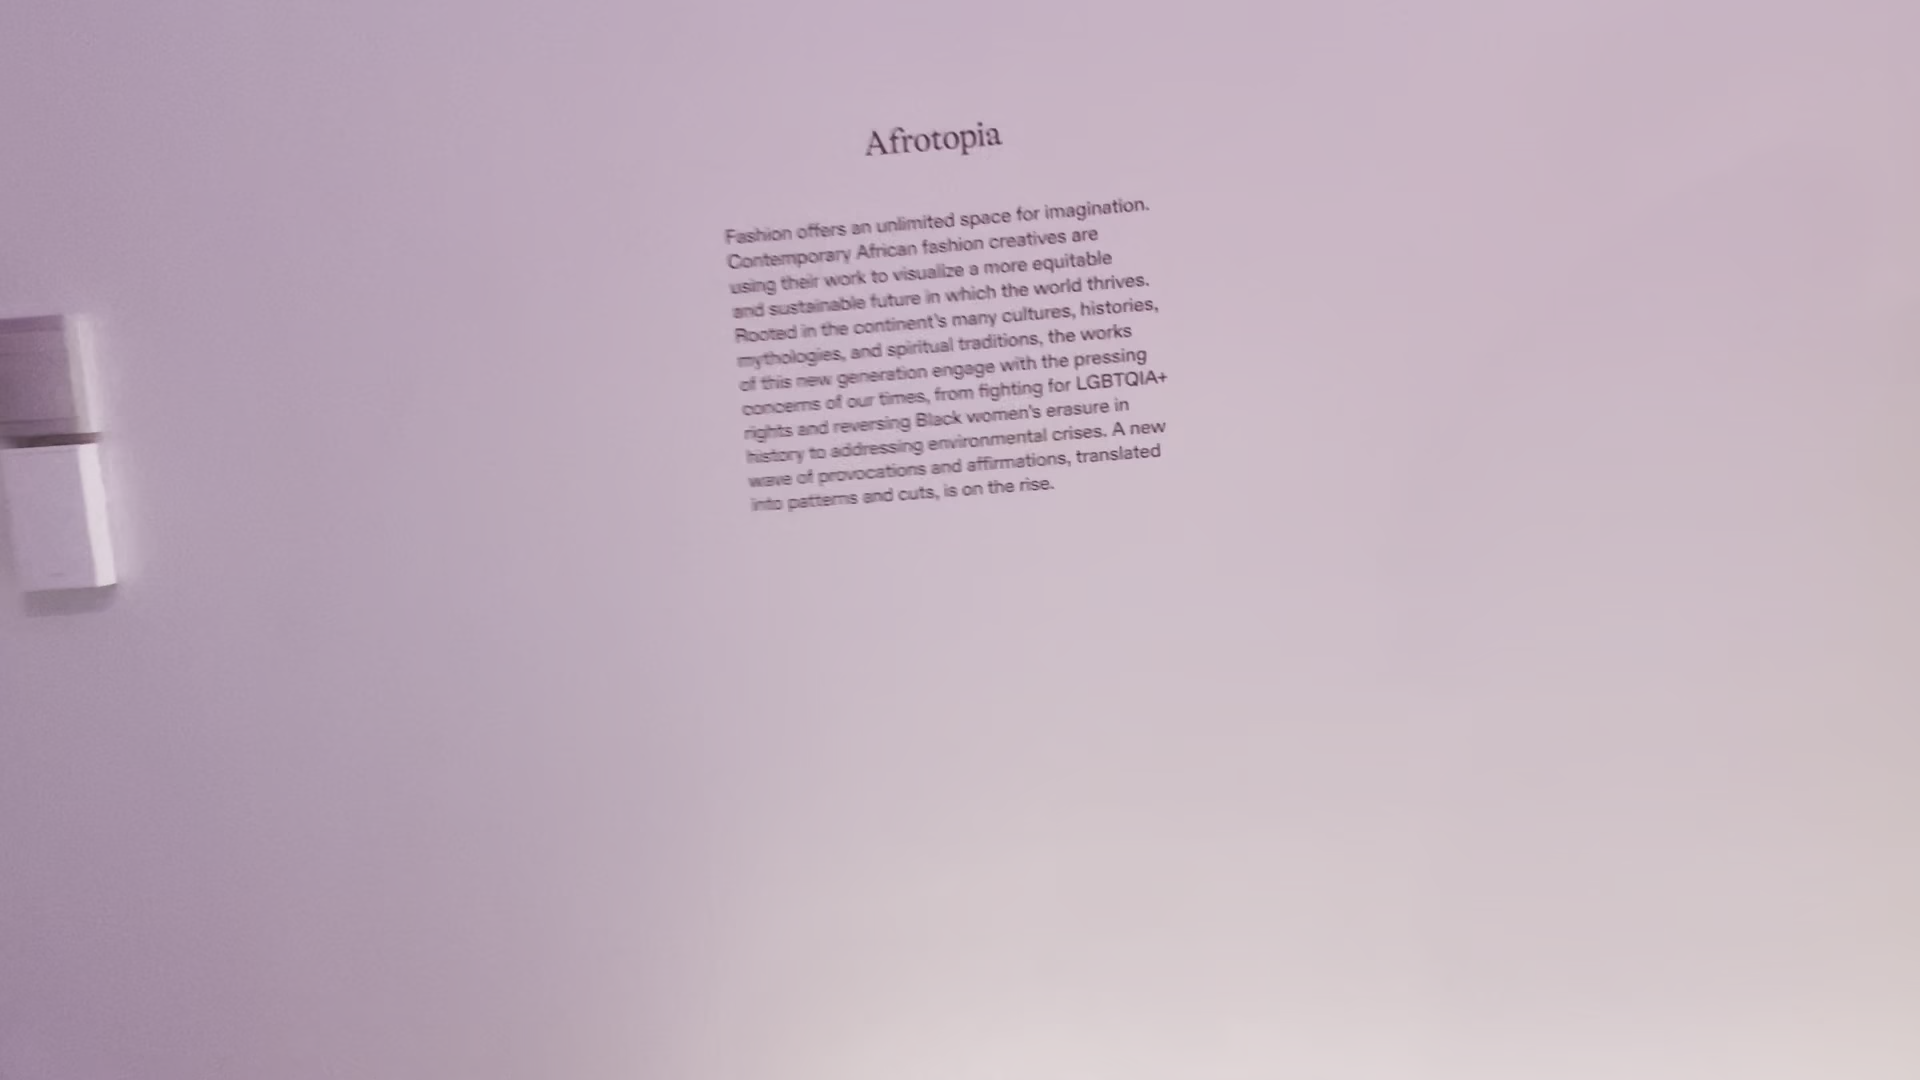 Afrotopia
Fashion offers an unlimited space for imagination.
Contemporary African fashion creatives are
using their work to visualize a more equitable
and sustainable future in which the world thrives.
Rooted in the continent's many cultures, histories,
mythologies, and spiritual traditions, the works
of this new generation engage with the pressing
concerns of our times, from fighting for LGBTQIA+
rights and reversing Black women's erasure in
history to addressing environmental crises. A new
wave of provocations and affirmations, translated
into patterns and cuts, is on the rise.